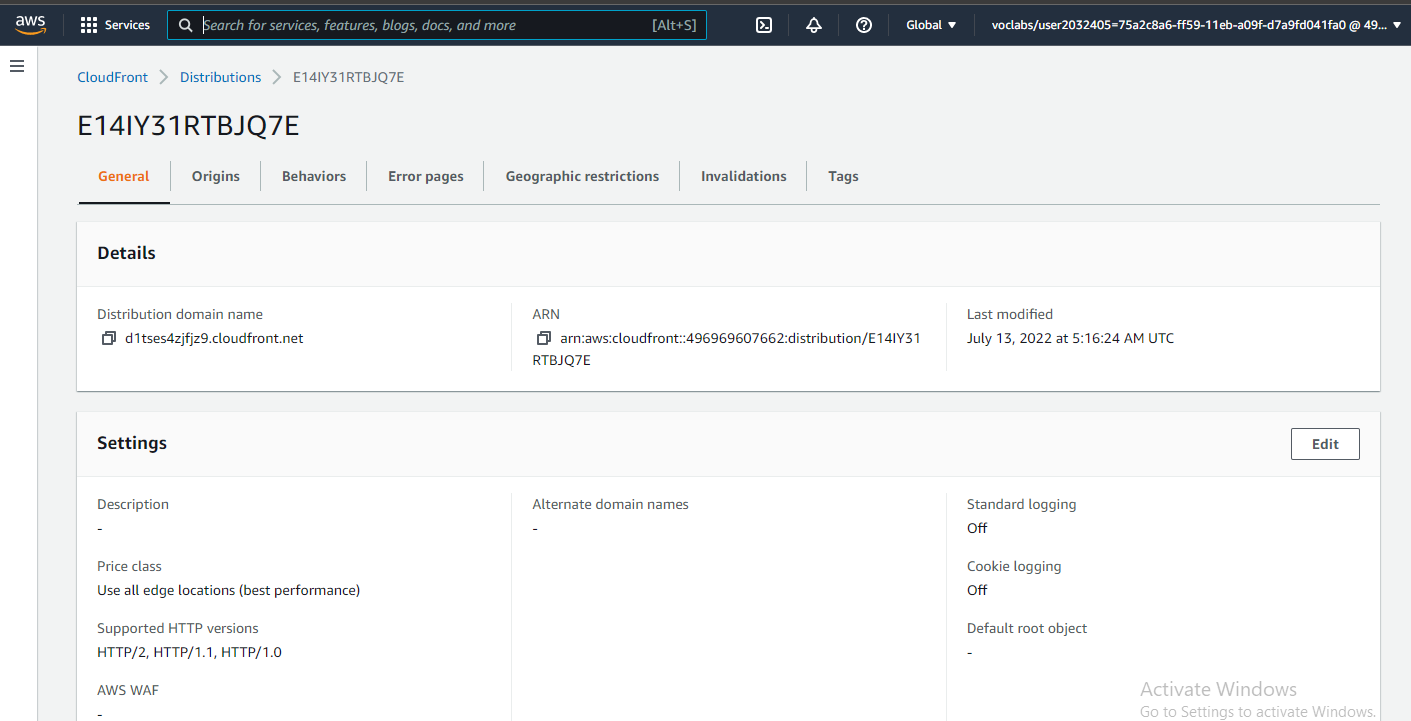 aws
Services
Search for services, features, blogs, docs, and more [Alt+S]
Global
voclabs/user2032405=75a2c8a6-ff59-11eb-a09f-d7a9fd041fa0 @ 49...
CloudFront
Distributions
E14IY31RTBJQ7E
E14IY31RTBJQ7E
General
Origins
Behaviors
Error pages
Geographic restrictions
Invalidations
Tags
Details
Distribution domain name
d1tses4zjfjz9.cloudfront.net
ARN
arn:aws:cloudfront::496969607662:distribution/E14IY31
RTBJQ7E
Last modified
July 13, 2022 at 5:16:24 AM UTC
Settings
Edit
Description
-
Price class
Use all edge locations (best performance)
Supported HTTP versions
HTTP/2, HTTP/1.1, HTTP/1.0
AWS WAF
-
Alternate domain names
-
Standard logging
Off
Cookie logging
Off
Default root object
-
Activate Windows
Go to Settings to activate Windows.